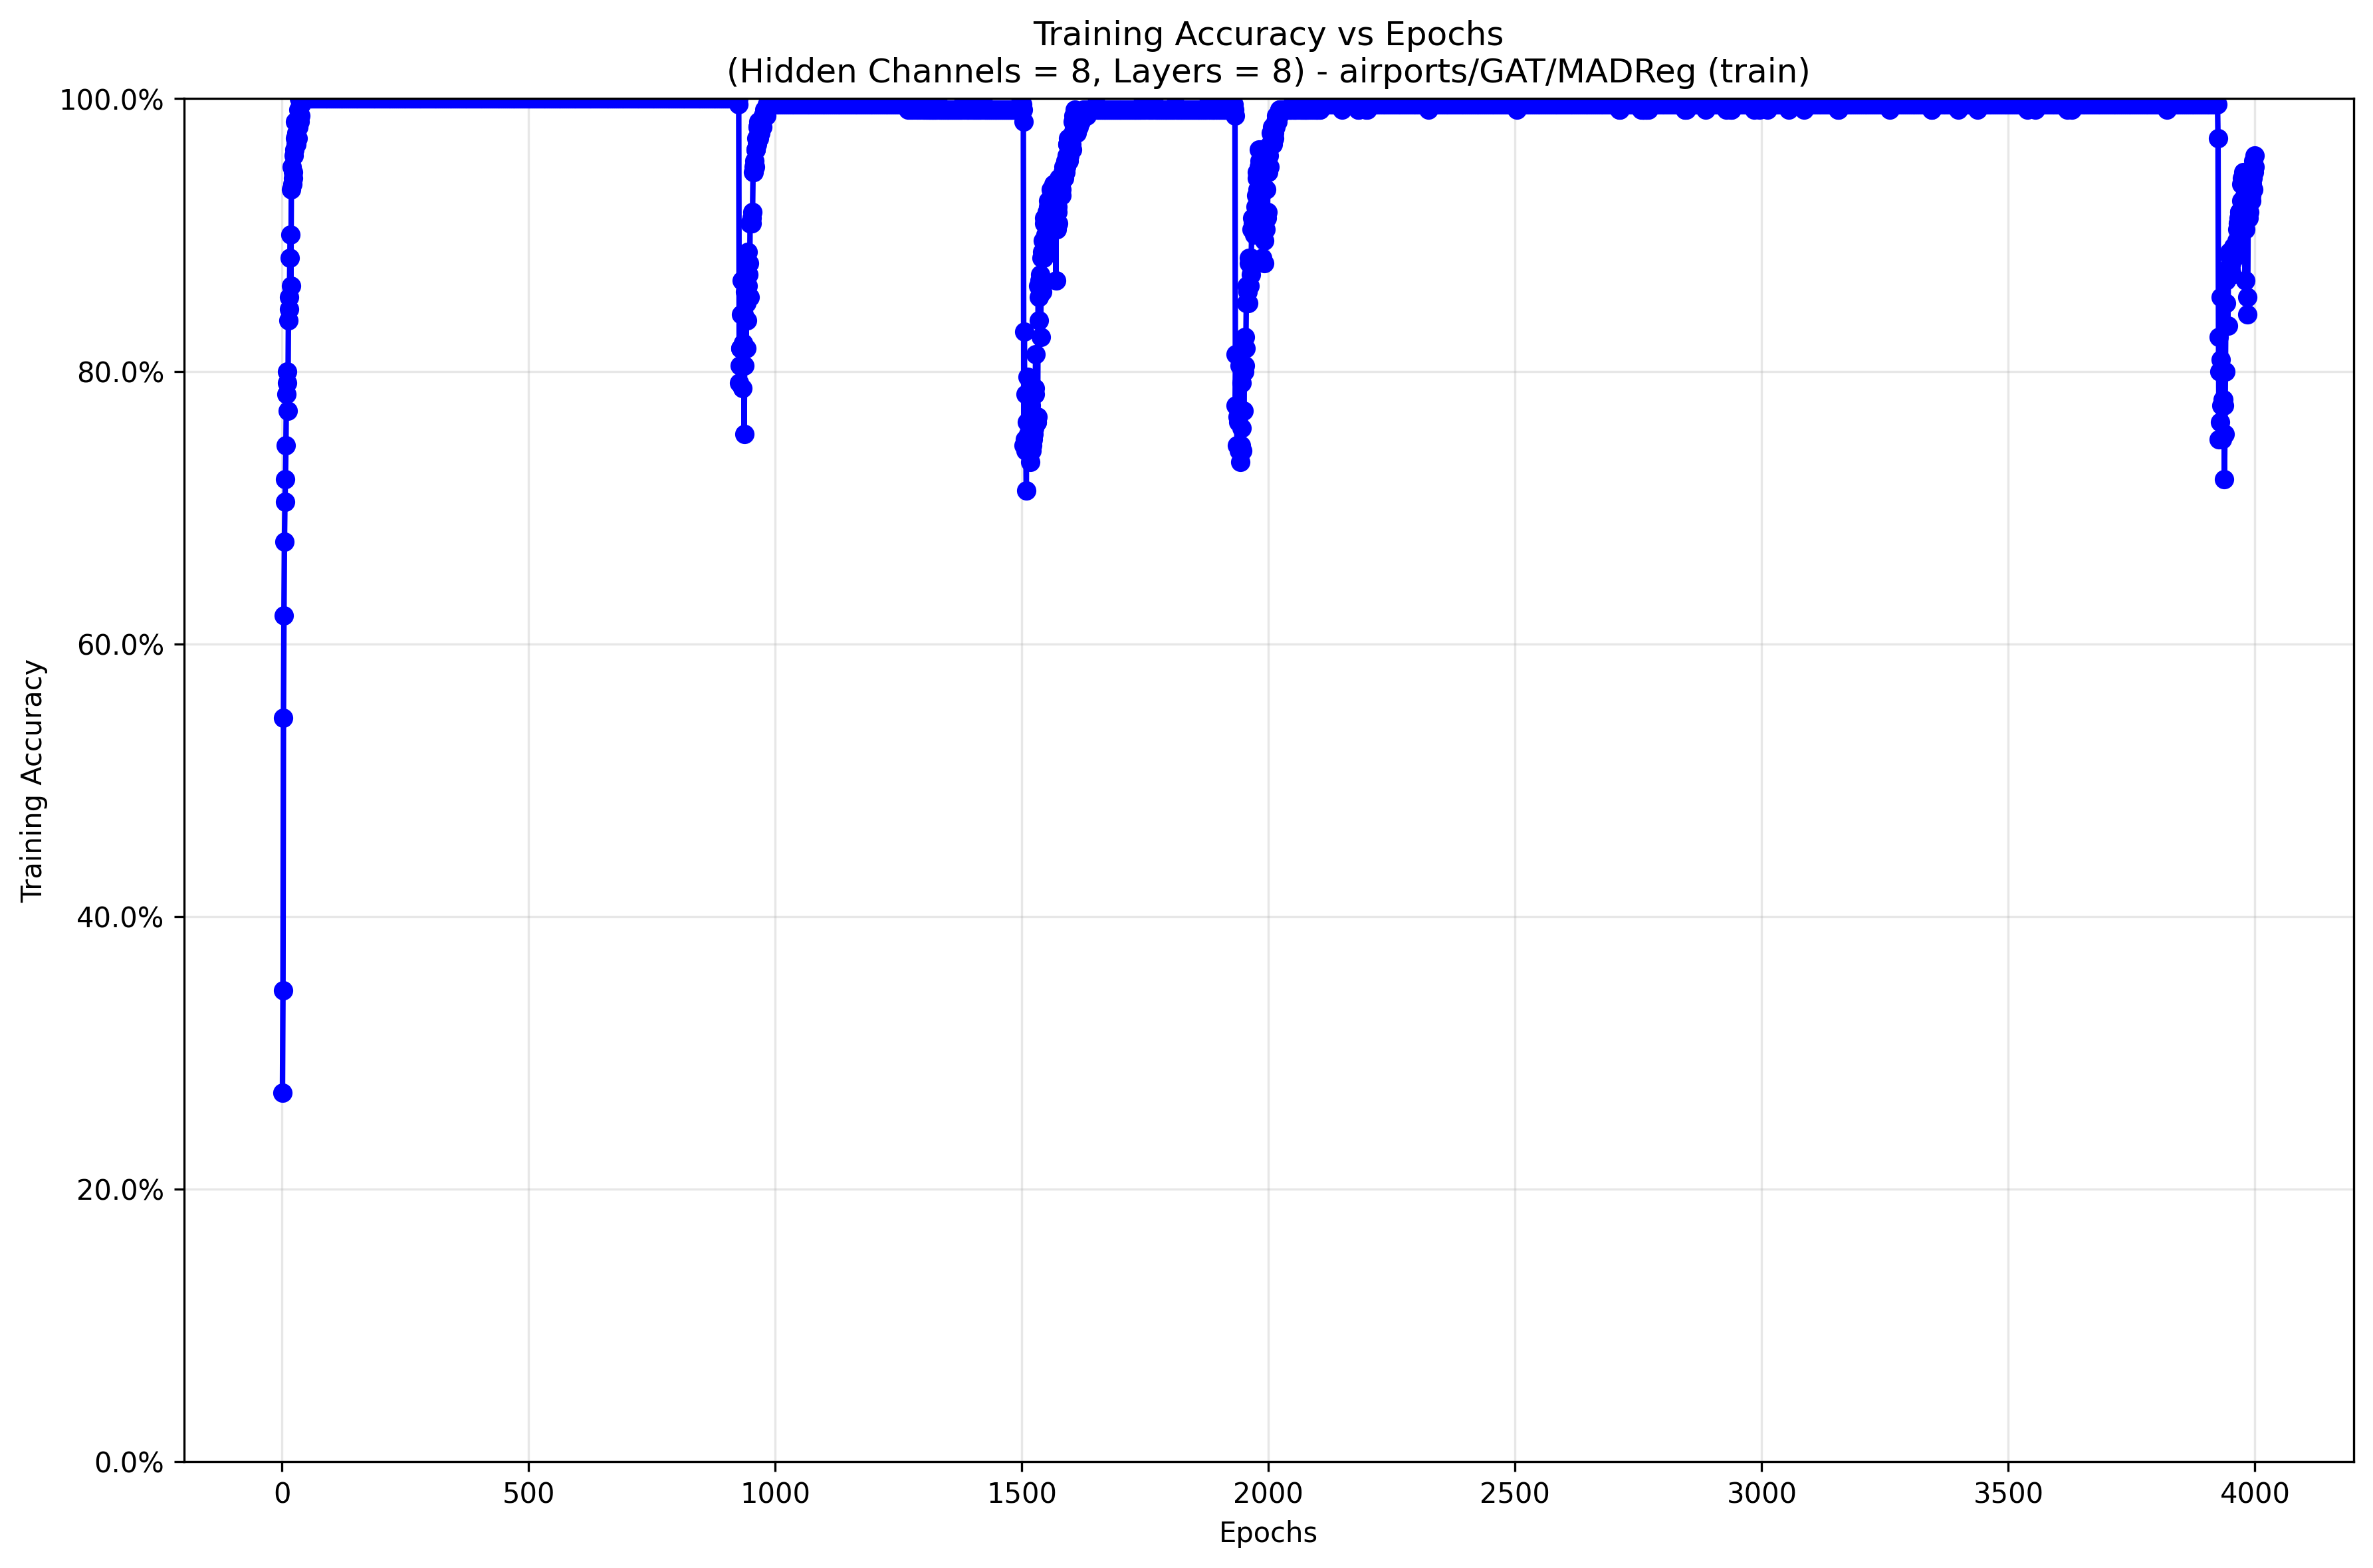 Training Accuracy vs Epochs
(Hidden Channels = 8, Layers = 8) - airports/GAT/MADReg (train)
100.0%
80.0%
60.0%
40.0%
20.0%
0.0%
Training Accuracy
0 500 1000 1500 2000 2500 3000 3500 4000
Epochs